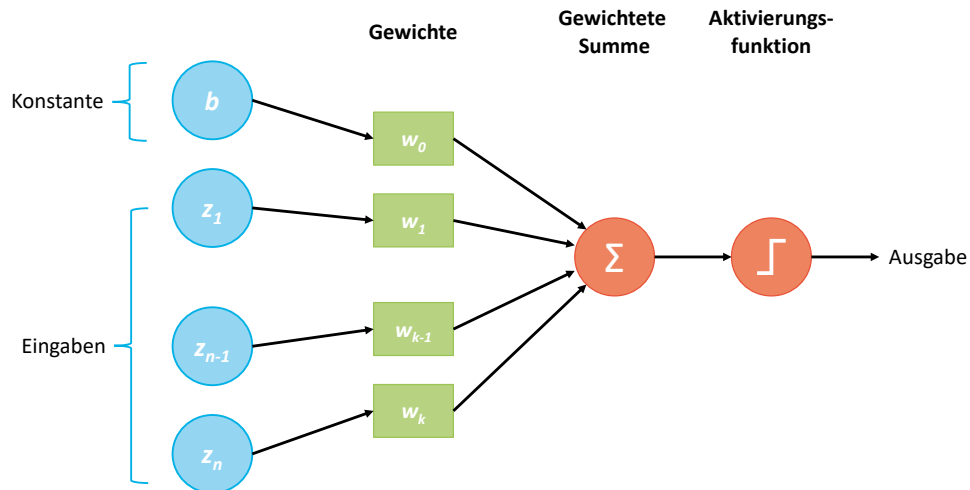 Gewichte
Gewichtete
Summe
Aktivierungs-
funktion
Konstante
b
w0
z1
w1
Σ
Ausgabe
Eingaben
zn-1
wk-1
zn
wk